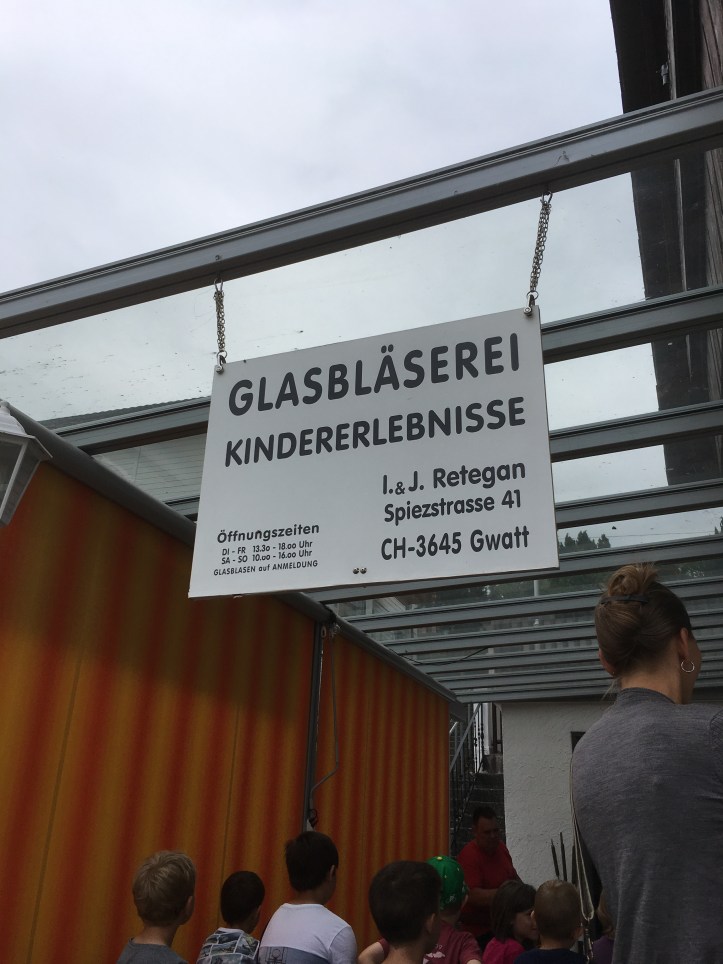 GLASBLÄSEREI
KINDERERLEBNISSE
I.&J. Retegan
Spiezstrasse 41
CH-3645 Gwatt
Öffnungszeiten
DI - FR 13.30 - 18.00 Uhr
SA - SO 10.00 - 16.00 Uhr
GLASBLASEN auf ANMELDUNG